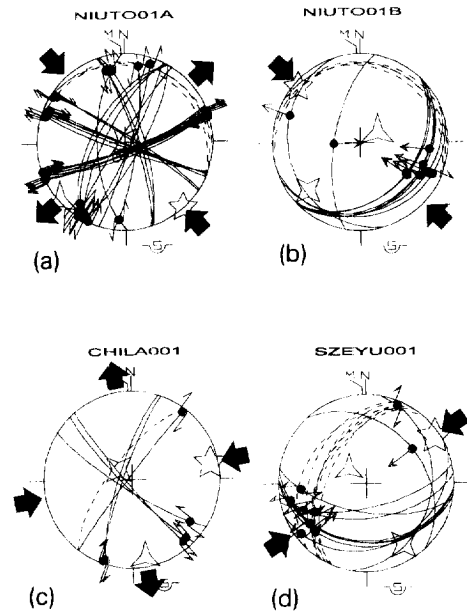 NIUTO01A
NIUTO01B
M N
M N
(a)
S
(b)
S
CHILA001
SZEYU001
M N
M N
(c)
S
(d)
S